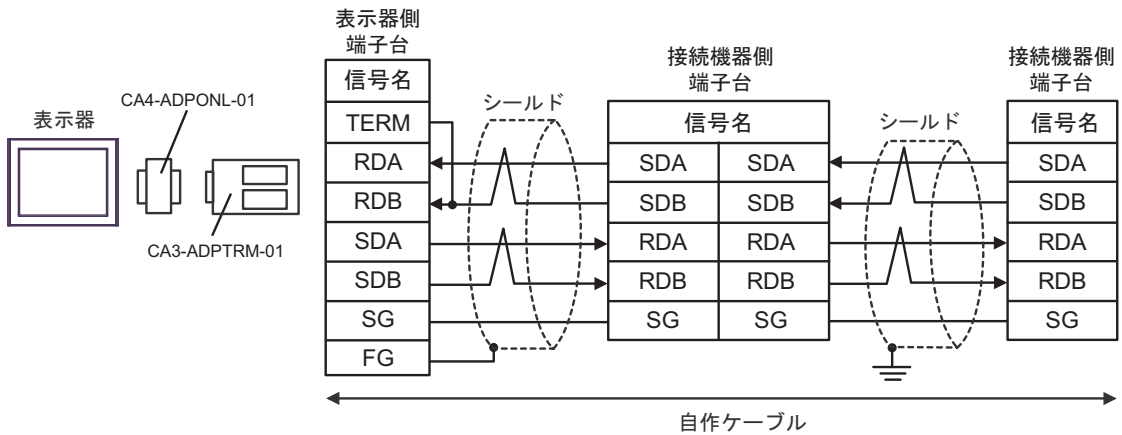 表示器
CA4-ADPONL-01
CA3-ADPTRM-01
表示器側
端子台
信号名
TERM
RDA
RDB
SDA
SDB
SG
FG
シールド
接続機器側
端子台
信号名
SDA SDA
SDB SDB
RDA RDA
RDB RDB
SG SG
シールド
接続機器側
端子台
信号名
SDA
SDB
RDA
RDB
SG
自作ケーブル